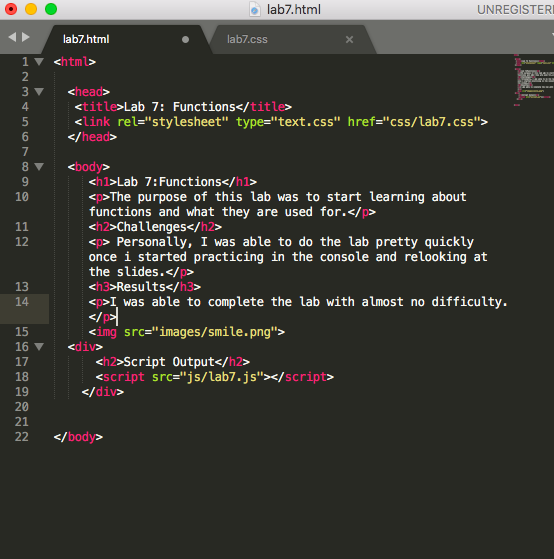 lab7.html
UNREGISTERE
lab7.html
lab7.css
1 <html>
2
3 <head>
4 <title>Lab 7: Functions</title>
5 <link rel="stylesheet" type="text.css" href="css/lab7.css">
6 </head>
7
8 <body>
9 <h1>Lab 7:Functions</h1>
10 <p>The purpose of this lab was to start learning about
functions and what they are used for.</p>
11 <h2>Challenges</h2>
12 <p> Personally, I was able to do the lab pretty quickly
once i started practicing in the console and relooking at
the slides.</p>
13 <h3>Results</h3>
14 <p>I was able to complete the lab with almost no difficulty.
</p>
15 <img src="images/smile.png">
16 <div>
17 <h2>Script Output</h2>
18 <script src="js/lab7.js"></script>
19 </div>
20
21
22 </body>